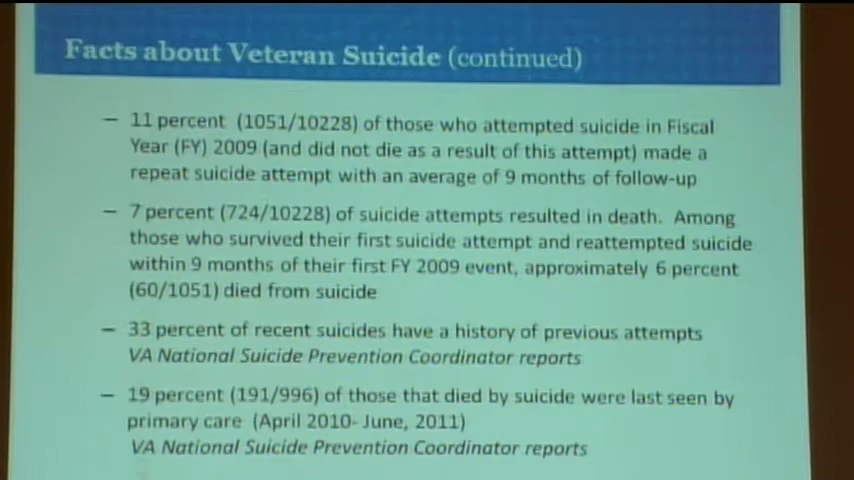 Facts about Veteran Suicide (continued)
– 11 percent (1051/10228) of those who attempted suicide in Fiscal
Year (FY) 2009 (and did not die as a result of this attempt) made a
repeat suicide attempt with an average of 9 months of follow-up
– 7 percent (724/10228) of suicide attempts resulted in death. Among
those who survived their first suicide attempt and reattempted suicide
within 9 months of their first FY 2009 event, approximately 6 percent
(60/1051) died from suicide
– 33 percent of recent suicides have a history of previous attempts
VA National Suicide Prevention Coordinator reports
– 19 percent (191/996) of those that died by suicide were last seen by
primary care (April 2010- June, 2011)
VA National Suicide Prevention Coordinator reports